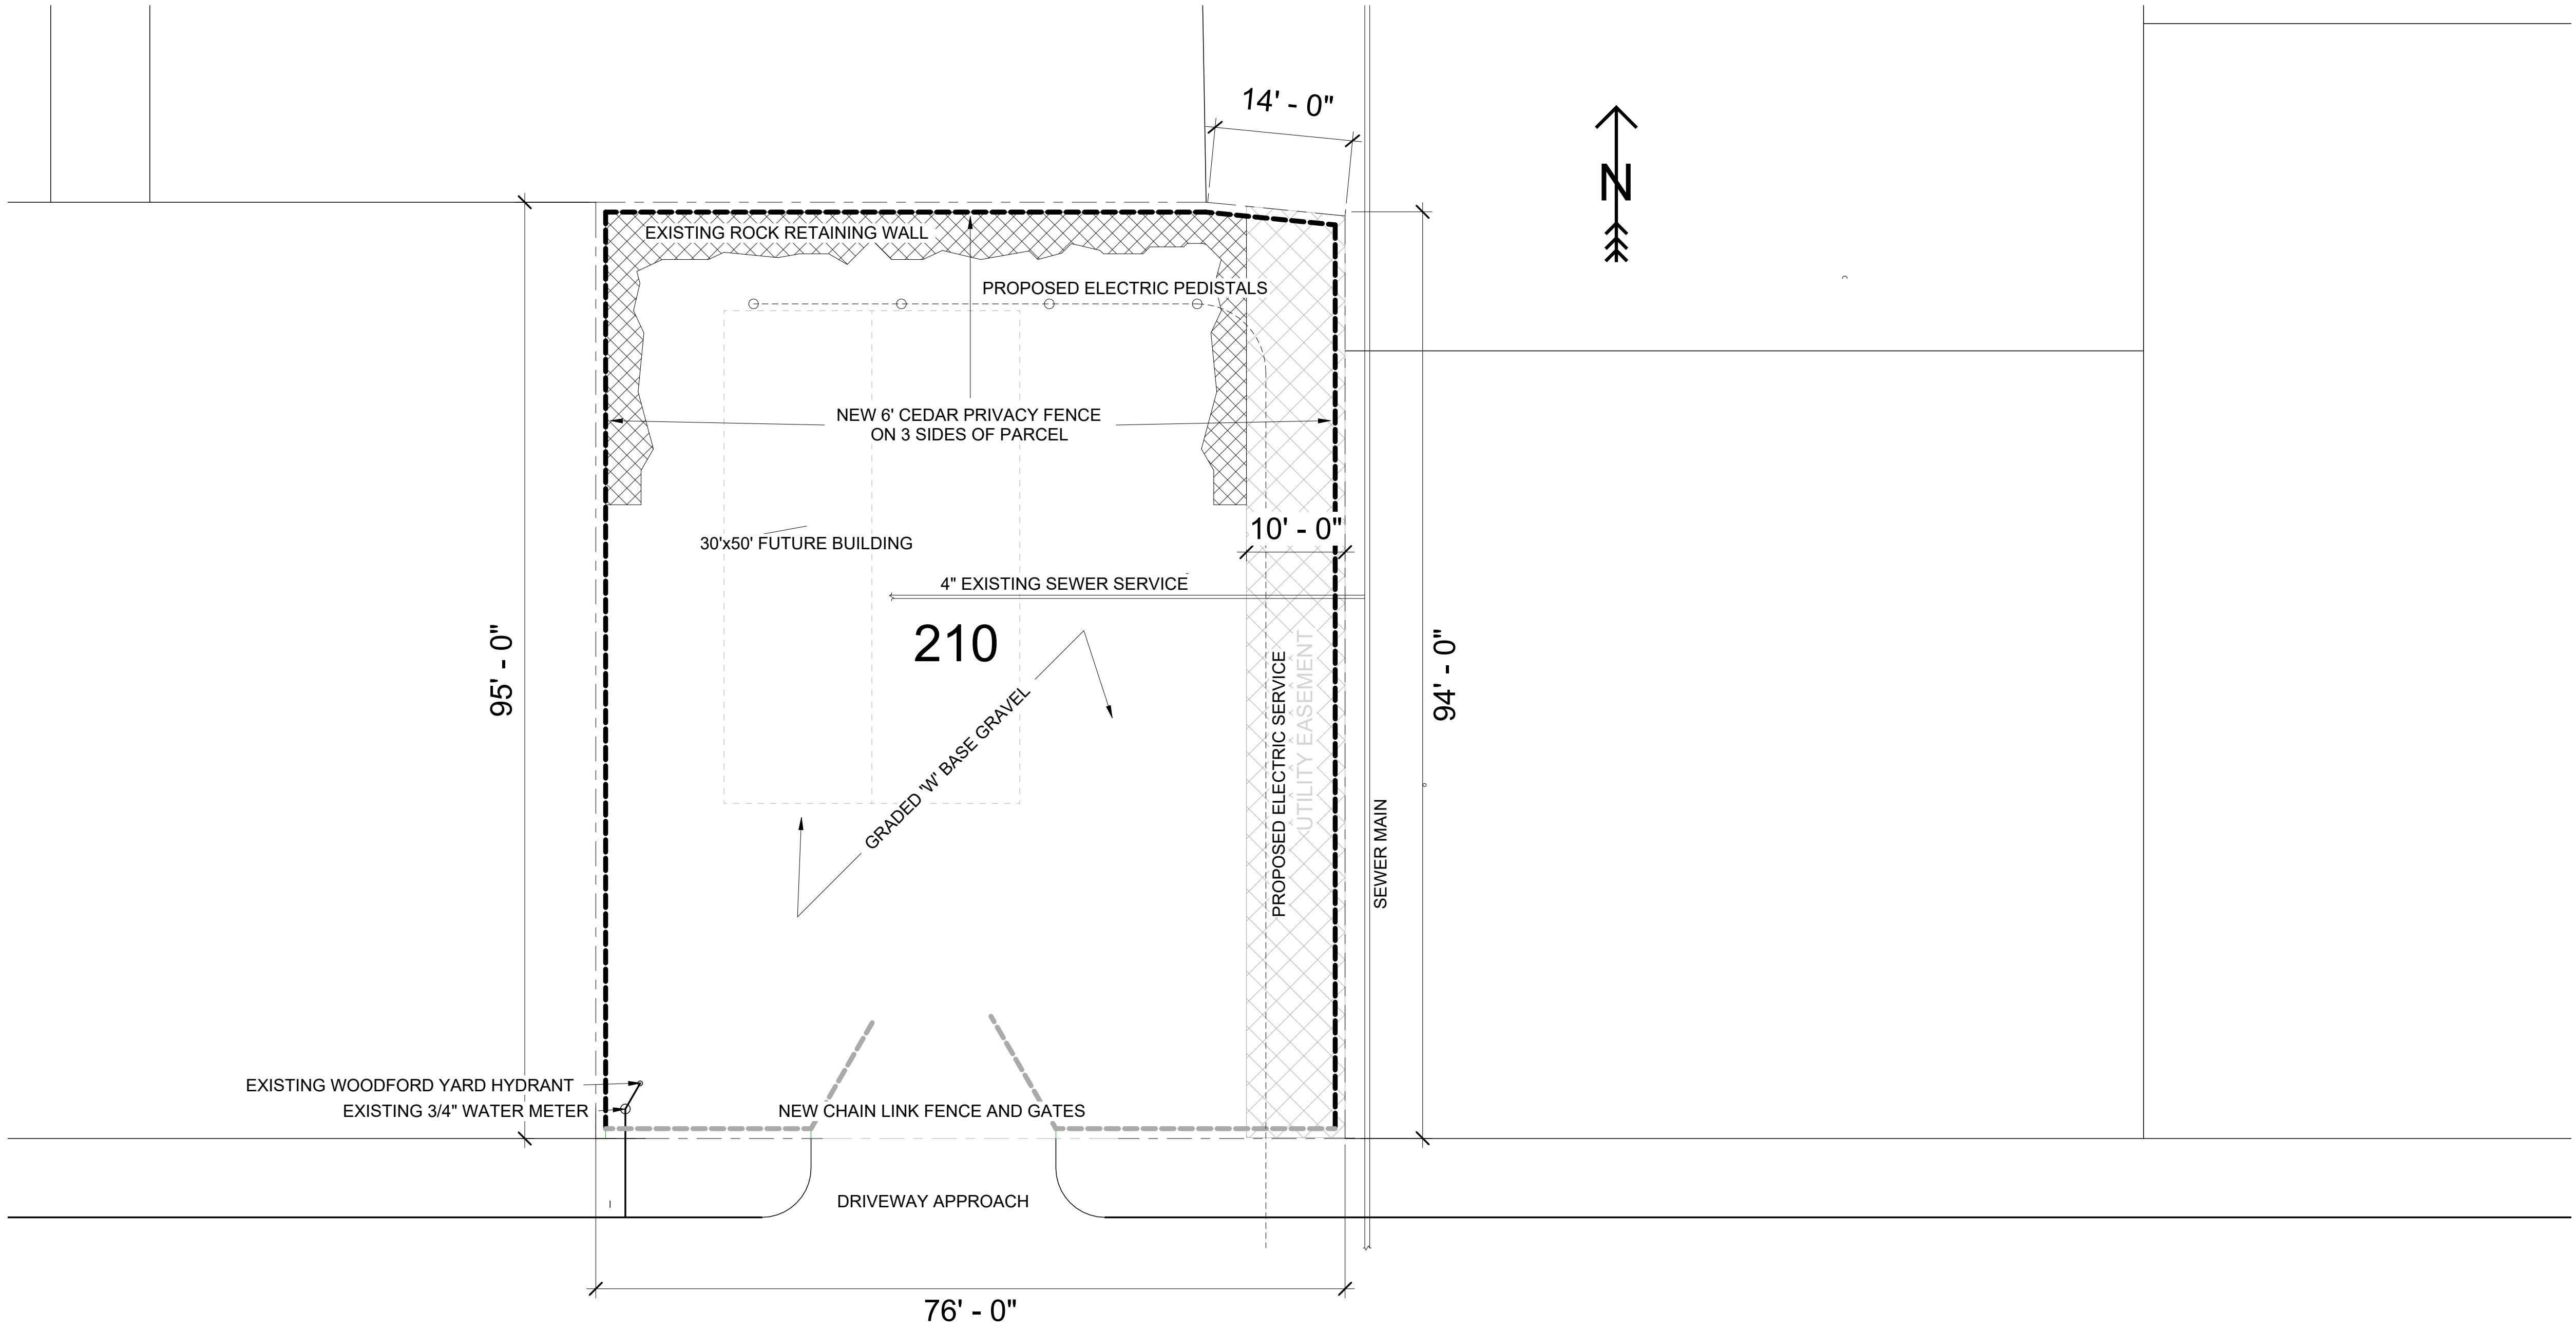 14' - 0"
N
EXISTING ROCK RETAINING WALL
PROPOSED ELECTRIC PEDISTALS
NEW 6' CEDAR PRIVACY FENCE
ON 3 SIDES OF PARCEL
10' - 0"
30'x50' FUTURE BUILDING
4" EXISTING SEWER SERVICE
210
95' - 0"
94' - 0"
GRADED 'W' BASE GRAVEL
PROPOSED ELECTRIC SERVICE
UTILITY EASEMENT
SEWER MAIN
EXISTING WOODFORD YARD HYDRANT
EXISTING 3/4" WATER METER
NEW CHAIN LINK FENCE AND GATES
DRIVEWAY APPROACH
76' - 0"